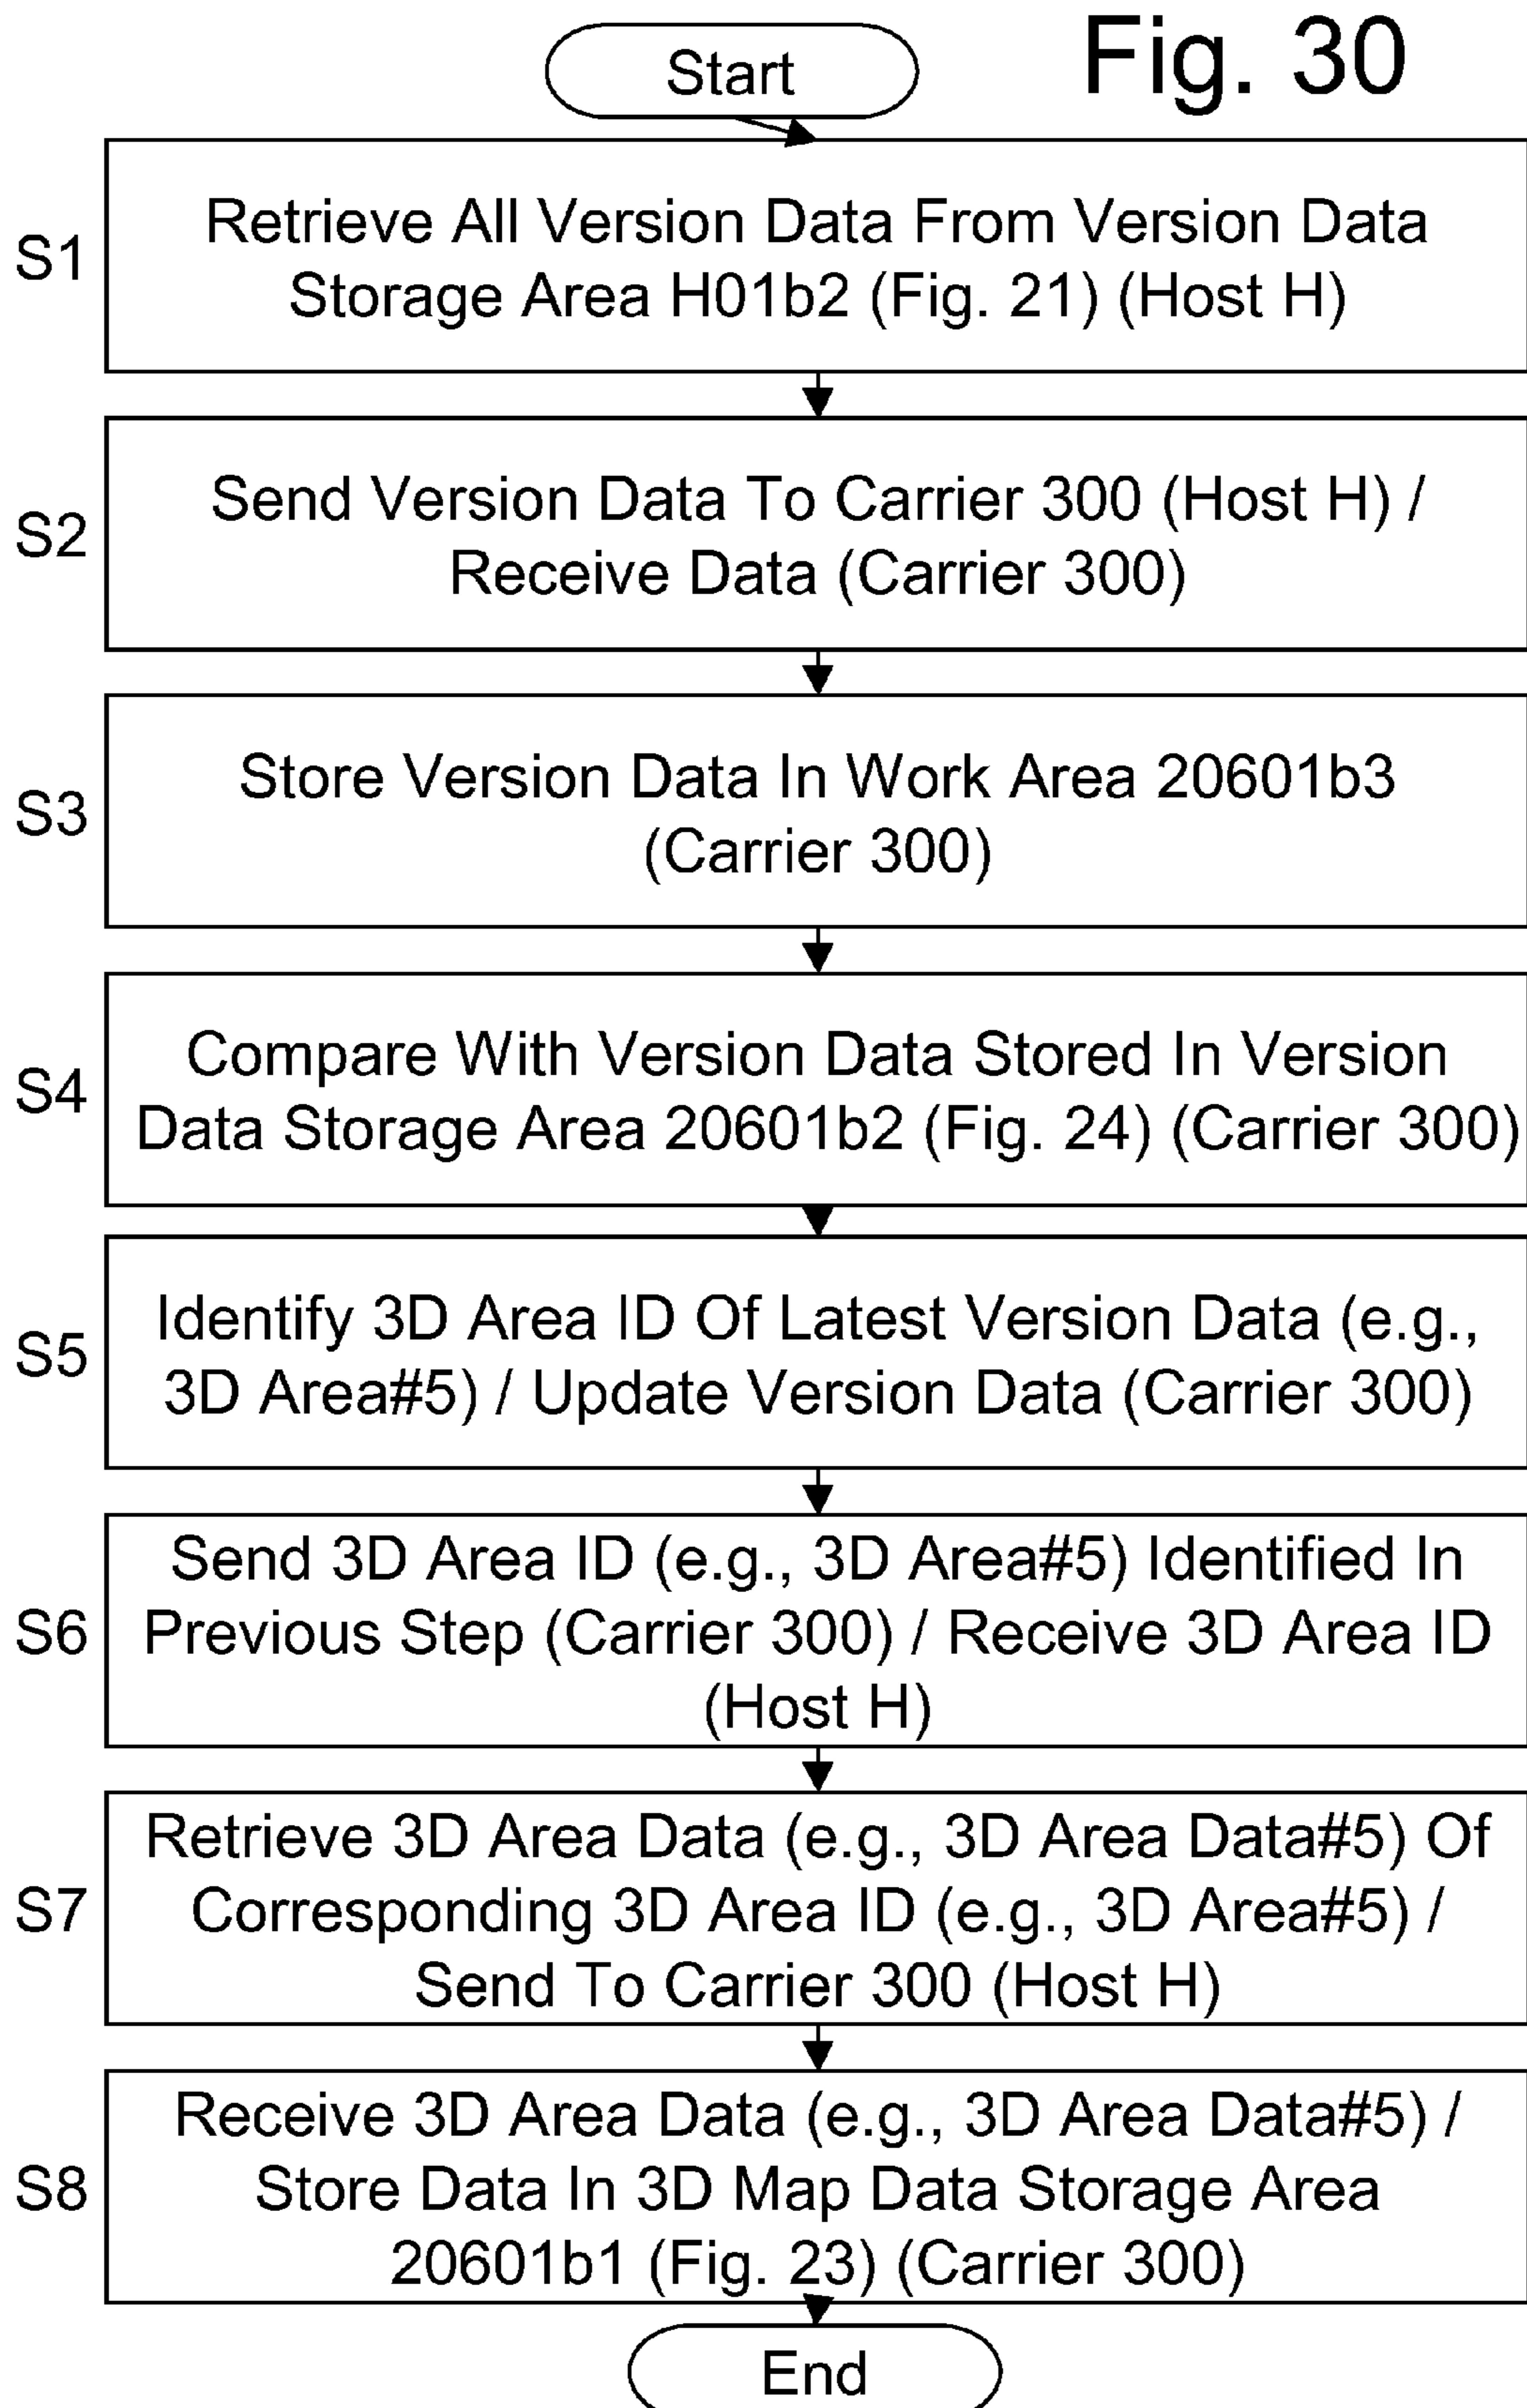 Fig. 30
Start
S1
Retrieve All Version Data From Version Data
Storage Area H01b2 (Fig. 21) (Host H)
S2
Send Version Data To Carrier 300 (Host H) /
Receive Data (Carrier 300)
S3
Store Version Data In Work Area 20601b3
(Carrier 300)
S4
Compare With Version Data Stored In Version
Data Storage Area 20601b2 (Fig. 24) (Carrier 300)
S5
Identify 3D Area ID Of Latest Version Data (e.g.,
3D Area#5) / Update Version Data (Carrier 300)
S6
Send 3D Area ID (e.g., 3D Area#5) Identified In
Previous Step (Carrier 300) / Receive 3D Area ID
(Host H)
S7
Retrieve 3D Area Data (e.g., 3D Area Data#5) Of
Corresponding 3D Area ID (e.g., 3D Area#5) /
Send To Carrier 300 (Host H)
S8
Receive 3D Area Data (e.g., 3D Area Data#5) /
Store Data In 3D Map Data Storage Area
20601b1 (Fig. 23) (Carrier 300)
End